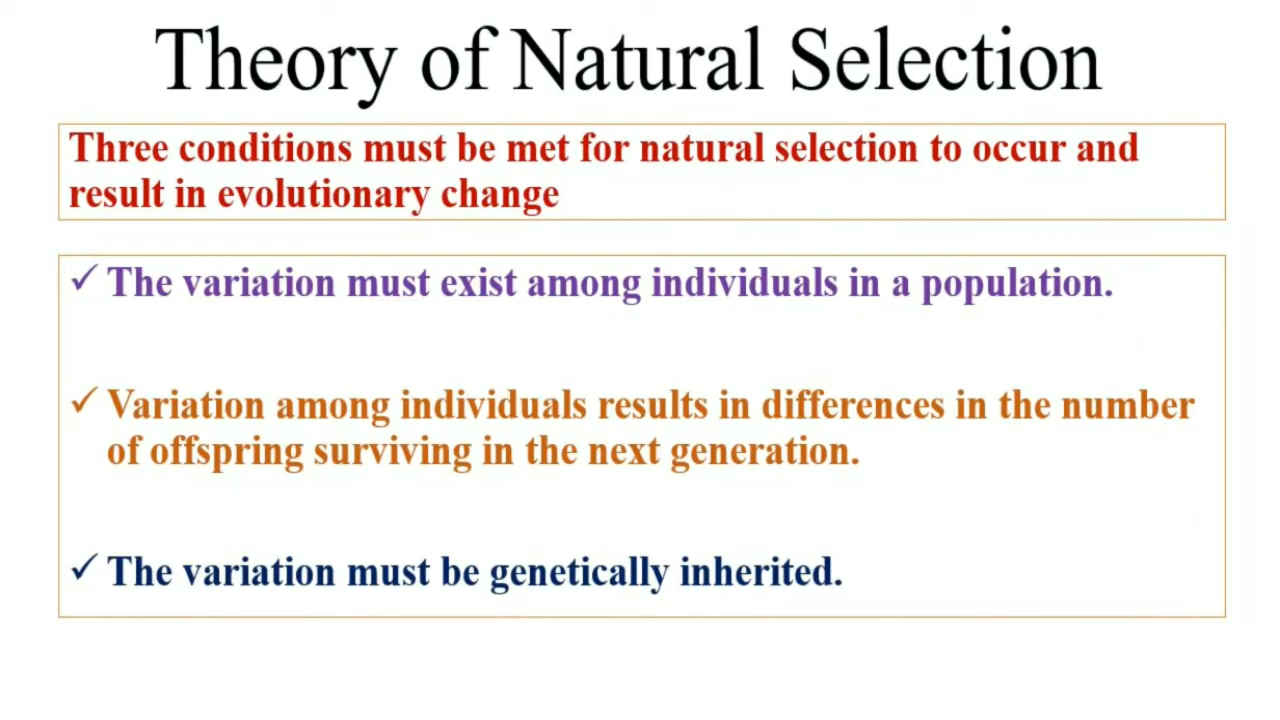 Theory of Natural Selection
Three conditions must be met for natural selection to occur and
result in evolutionary change
✓ The variation must exist among individuals in a population.
✓ Variation among individuals results in differences in the number
of offspring surviving in the next generation.
✓ The variation must be genetically inherited.